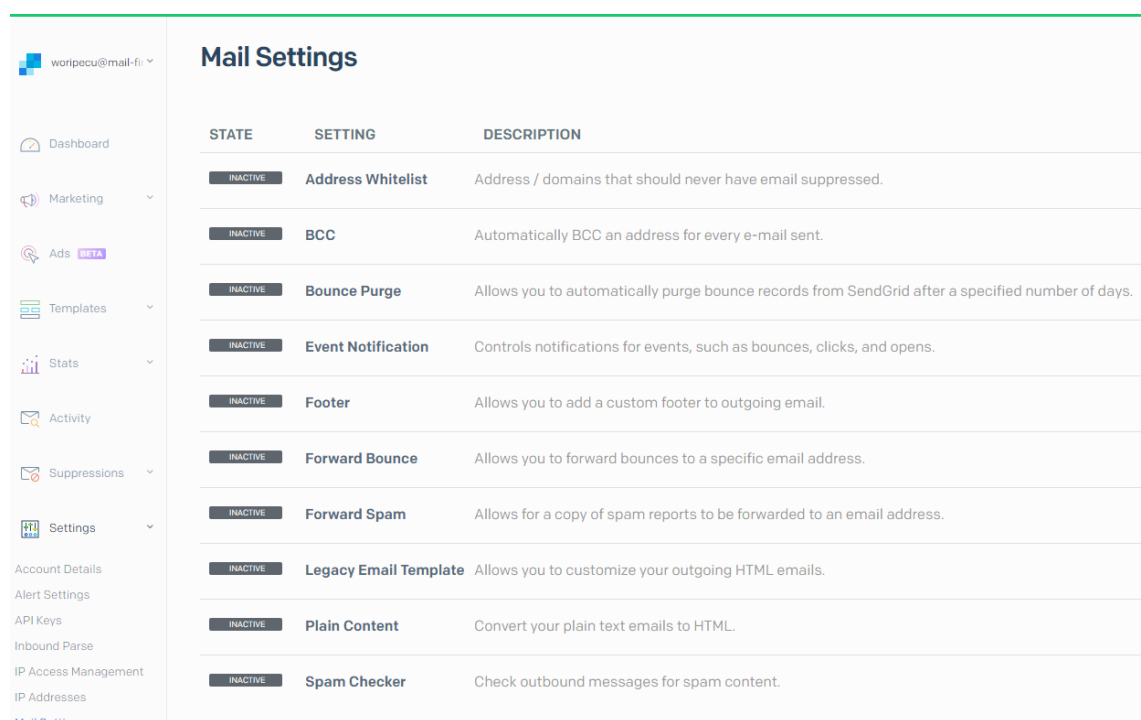 woripecu@mail-fi
Dashboard
Marketing
Ads BETA
Templates
Stats
Activity
Suppressions
Settings
Account Details
Alert Settings
API Keys
Inbound Parse
IP Access Management
IP Addresses
Mail Settings
STATE SETTING DESCRIPTION
INACTIVE Address Whitelist Address / domains that should never have email suppressed.
INACTIVE BCC Automatically BCC an address for every e-mail sent.
INACTIVE Bounce Purge Allows you to automatically purge bounce records from SendGrid after a specified number of days.
INACTIVE Event Notification Controls notifications for events, such as bounces, clicks, and opens.
INACTIVE Footer Allows you to add a custom footer to outgoing email.
INACTIVE Forward Bounce Allows you to forward bounces to a specific email address.
INACTIVE Forward Spam Allows for a copy of spam reports to be forwarded to an email address.
INACTIVE Legacy Email Template Allows you to customize your outgoing HTML emails.
INACTIVE Plain Content Convert your plain text emails to HTML.
INACTIVE Spam Checker Check outbound messages for spam content.